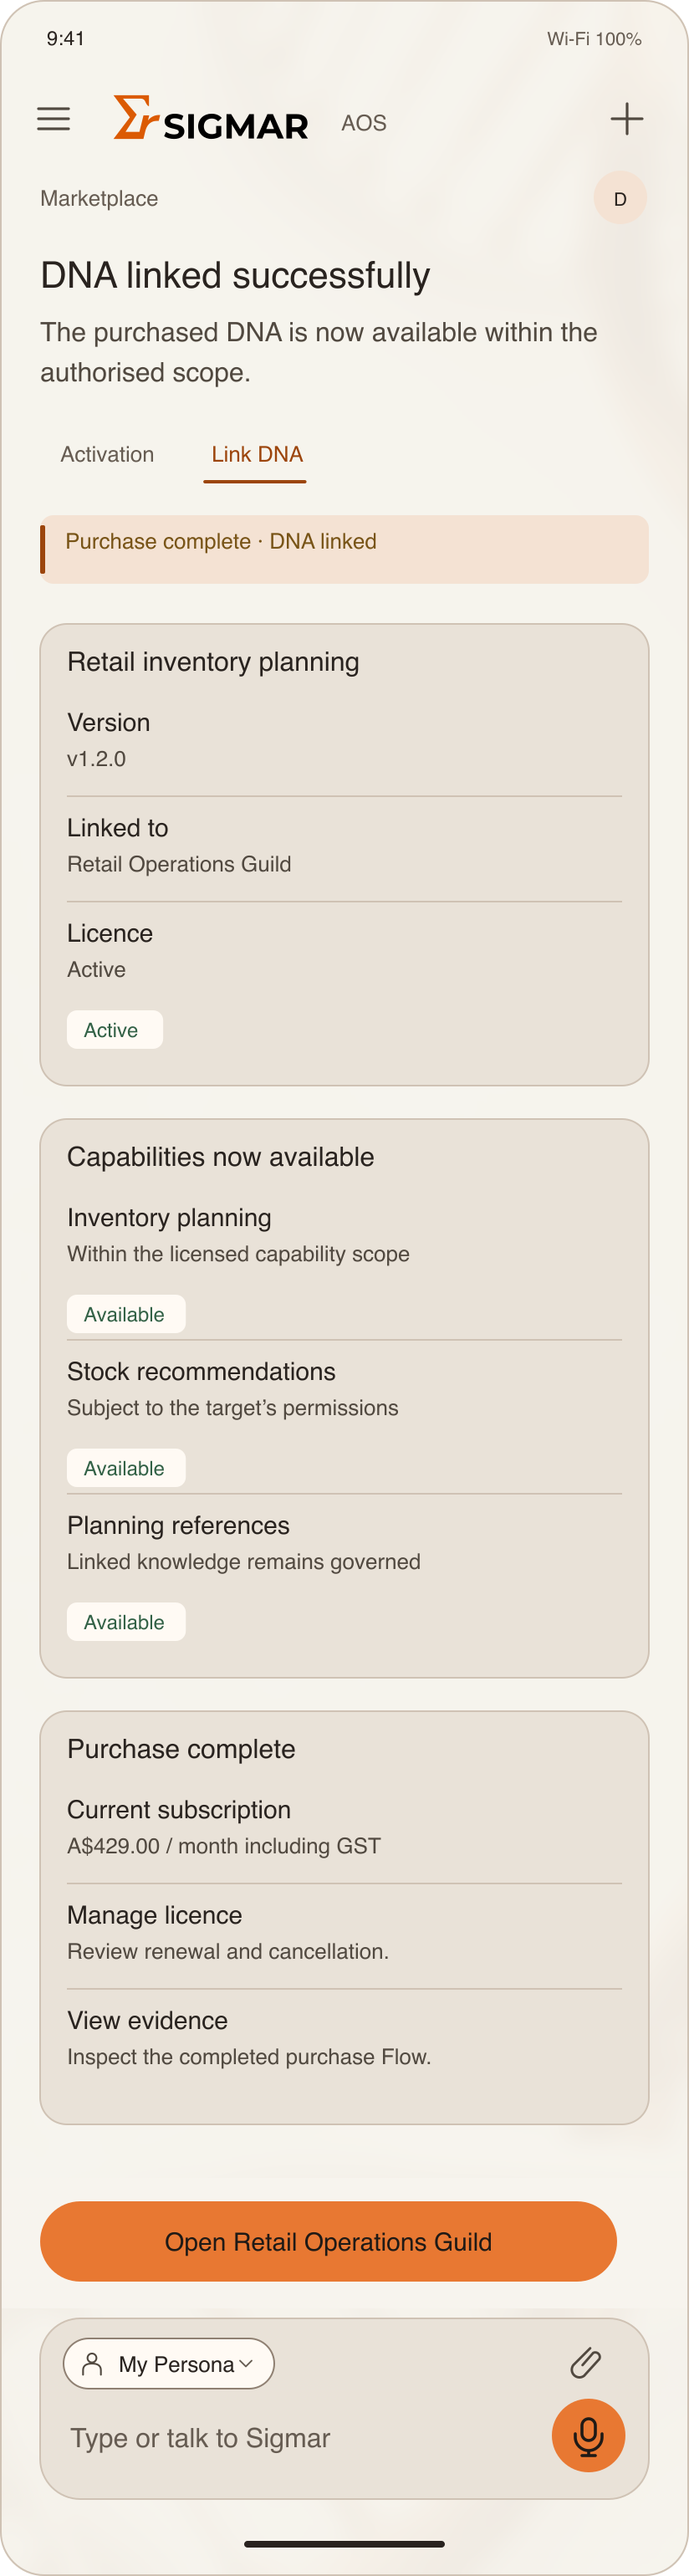 9:41
Wi-Fi 100%
SIGMAR
AOS
Marketplace
D
DNA linked successfully
The purchased DNA is now available within the
authorised scope.
Activation
Link DNA
Purchase complete · DNA linked
Retail inventory planning
Version
v1.2.0
Linked to
Retail Operations Guild
Licence
Active
Active
Capabilities now available
Inventory planning
Within the licensed capability scope
Available
Stock recommendations
Subject to the target’s permissions
Available
Planning references
Linked knowledge remains governed
Available
Purchase complete
Current subscription
A$429.00 / month including GST
Manage licence
Review renewal and cancellation.
View evidence
Inspect the completed purchase Flow.
Open Retail Operations Guild
My Persona
Type or talk to Sigmar